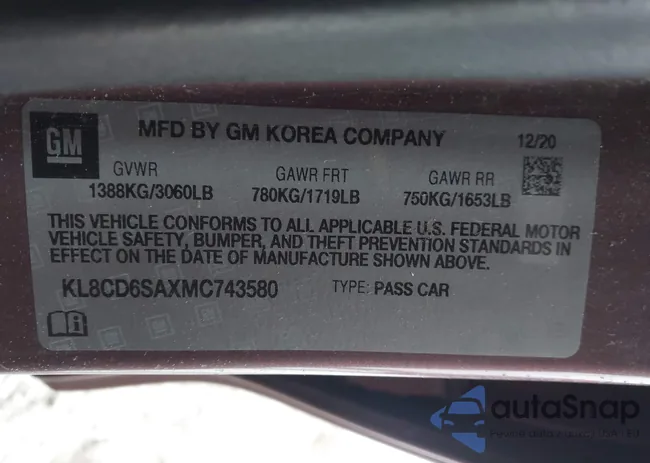 GM
MFD BY GM KOREA COMPANY
12/20
GVWR GAWR FRT GAWR RR
1388KG/3060LB 780KG/1719LB 750KG/1653LB
THIS VEHICLE CONFORMS TO ALL APPLICABLE U.S. FEDERAL MOTOR
VEHICLE SAFETY, BUMPER, AND THEFT PREVENTION STANDARDS IN
EFFECT ON THE DATE OF MANUFACTURE SHOWN ABOVE.
KL8CD6SAXMC743580 TYPE: PASS CAR
autoSnap